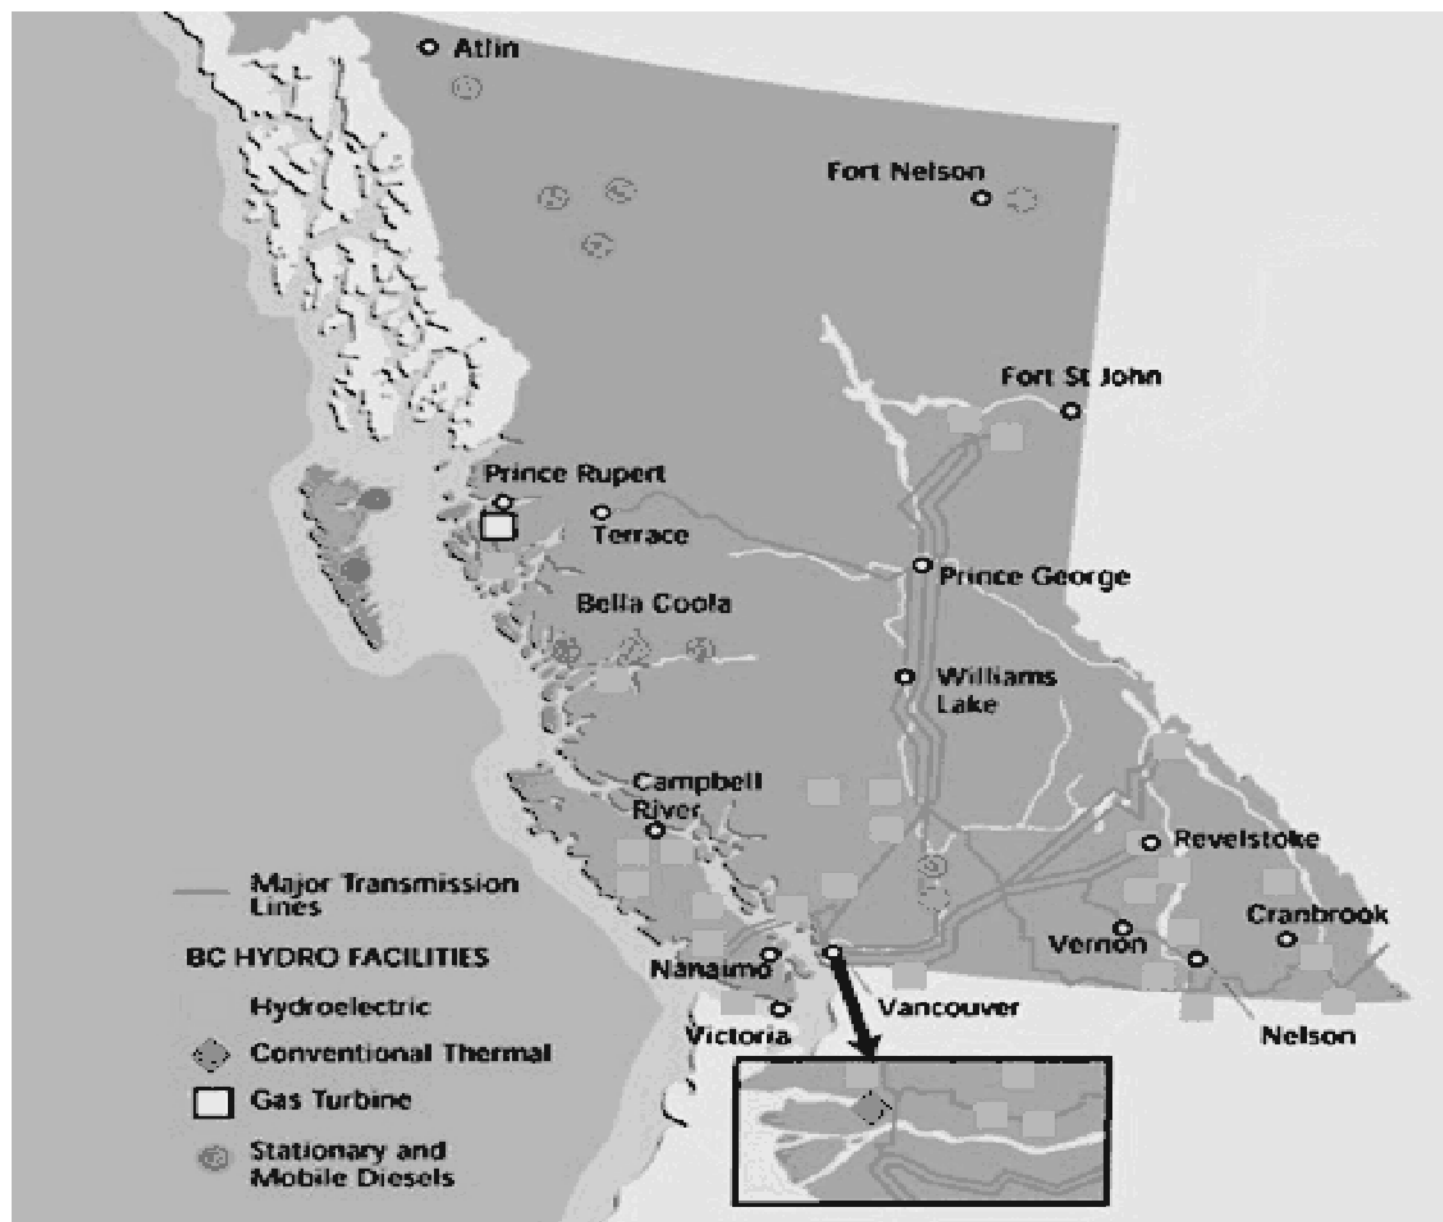 Atlin
Fort Nelson
Fort St John
Prince Rupert
Terrace
Prince George
Bella Coola
Williams
Lake
Campbell
River
Revelstoke
Major Transmission
Lines
Cranbrook
Vernon
BC HYDRO FACILITIES
Nanaimo
Hydroelectric
Vancouver
Victoria
Nelson
Conventional Thermal
Gas Turbine
Stationary and
Mobile Diesels